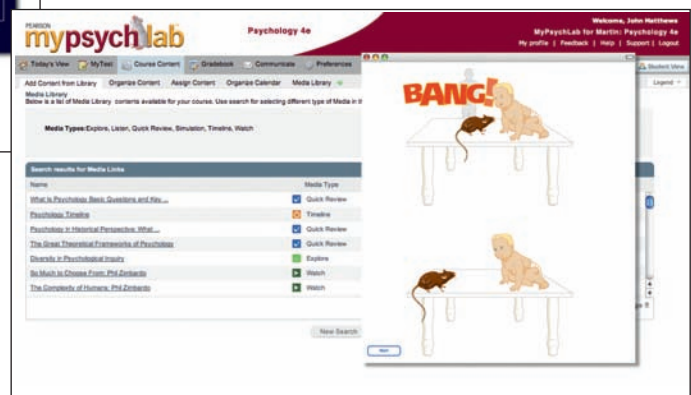 PEARSON
mypsychlab
Psychology 4e
Welcome, John Matthews
MyPsychLab for Martin: Psychology 4e
My profile | Feedback | Help | Support | Logout
Today's View
MyTest
Course Content
Gradebook
Communicate
Preferences
Student View
Add Content from Library
Organize Content
Assign Content
Organize Calendar
Media Library
Legend
Media Library
Below is a list of Media Library contents available for your course. Use search for selecting different type of Media in
Media Types:Explore, Listen, Quick Review, Simulation, Timeline, Watch
Search results for Media Links
Name
Media Type
What Is Psychology Basic Questions and Key ...
Quick Review
Psychology Timeline
Timeline
Psychology in Historical Perspective: What ...
Quick Review
The Great Theoretical Frameworks of Psychology
Quick Review
Diversity in Psychological Inquiry
Explore
So Much to Choose From: Phil Zimbardo
Watch
The Complexity of Humans: Phil Zimbardo
Watch
New Search
BANG!